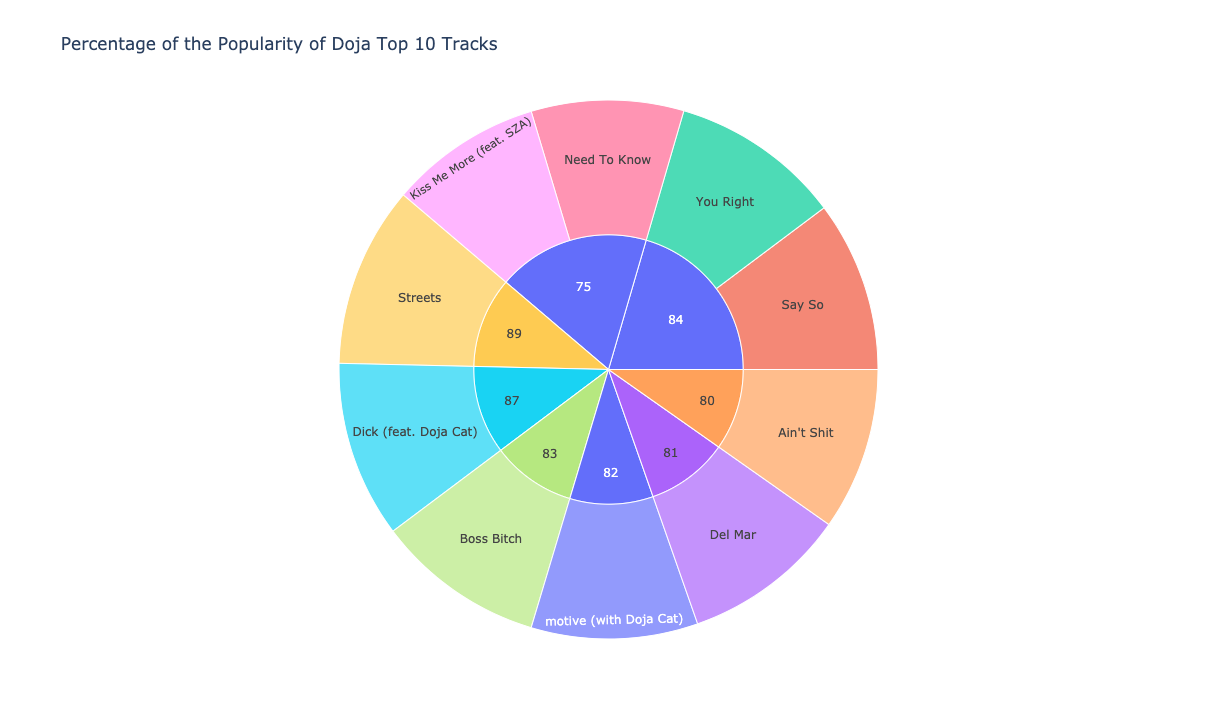 Percentage of the Popularity of Doja Top 10 Tracks
Kiss Me More (feat. SZA)
Need To Know
You Right
Streets
75
84
Say So
89
87
80
Dick (feat. Doja Cat)
Ain't Shit
83
82
81
Boss Bitch
Del Mar
motive (with Doja Cat)